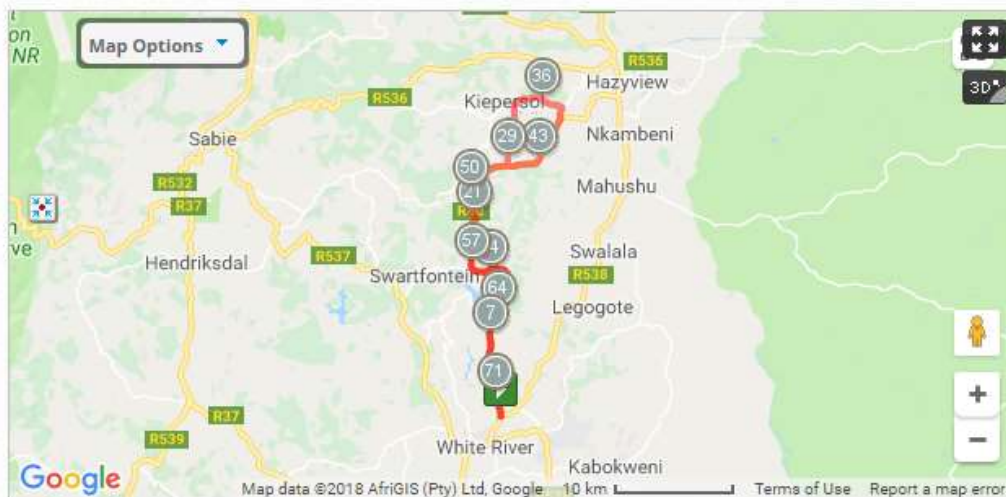 on
NR
Map Options
36
R536
Hazyview
3D
R536
Kiepersol
29
43
Nkambeni
Sabie
50
R532
21
Mahushu
R37
57
4
Swalala
ve
Hendriksdal
R537
Swartfontein
R538
64
7
Legogote
71
R37
R539
White River
Kabokweni
Google
Map data ©2018 AfriGIS (Pty) Ltd, Google 10 km Terms of Use Report a map error